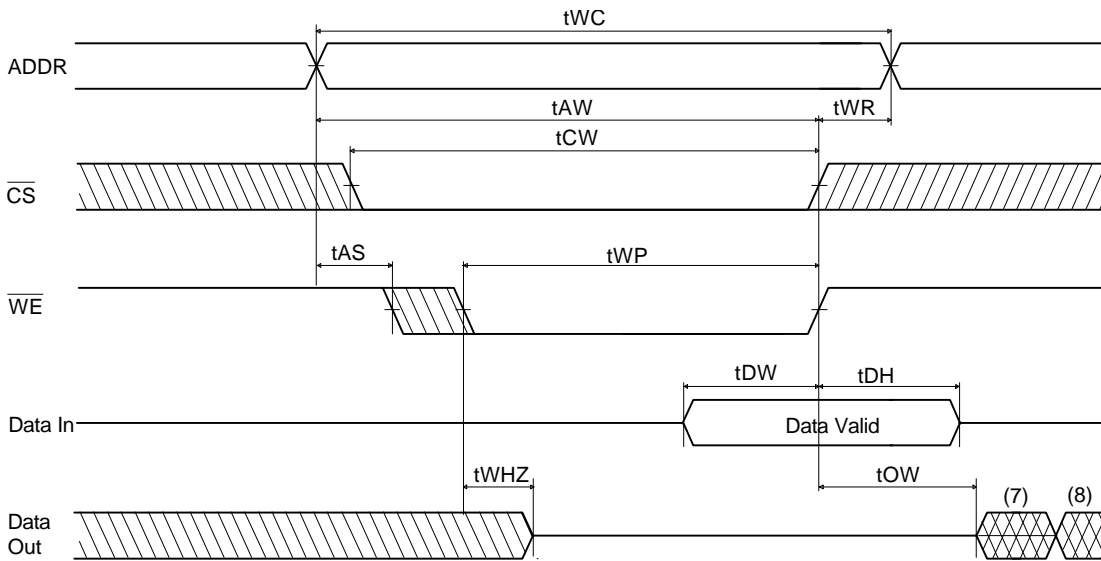 tWC
ADDR
tAW
tWR
tCW
CS
tAS
tWP
WE
tDW
tDH
Data In
Data Valid
tWHZ
tOW
(7)
(8)
Data
Out